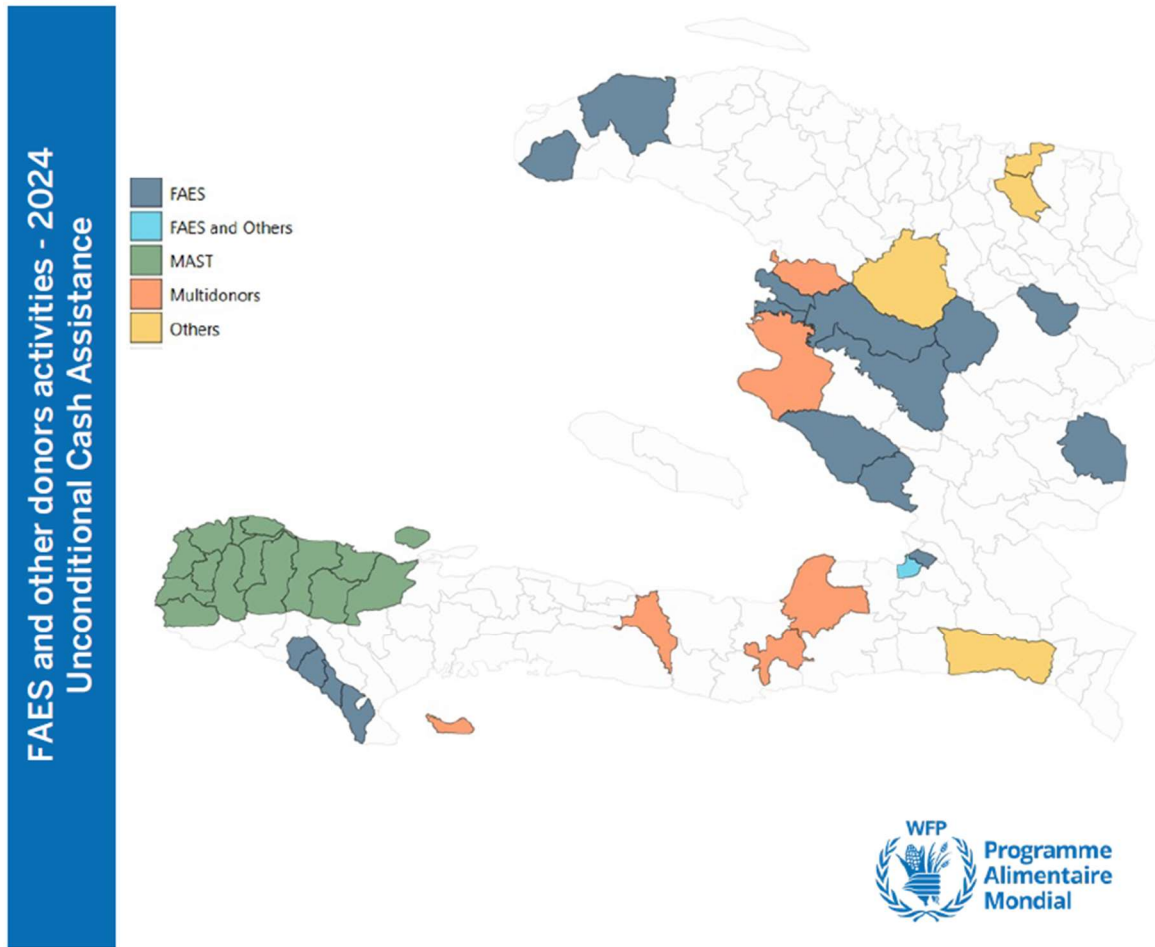 FAES and other donors activities - 2024
Unconditional Cash Assistance
FAES
FAES and Others
MAST
Multidonors
Others
WFP
Programme
Alimentaire
Mondial